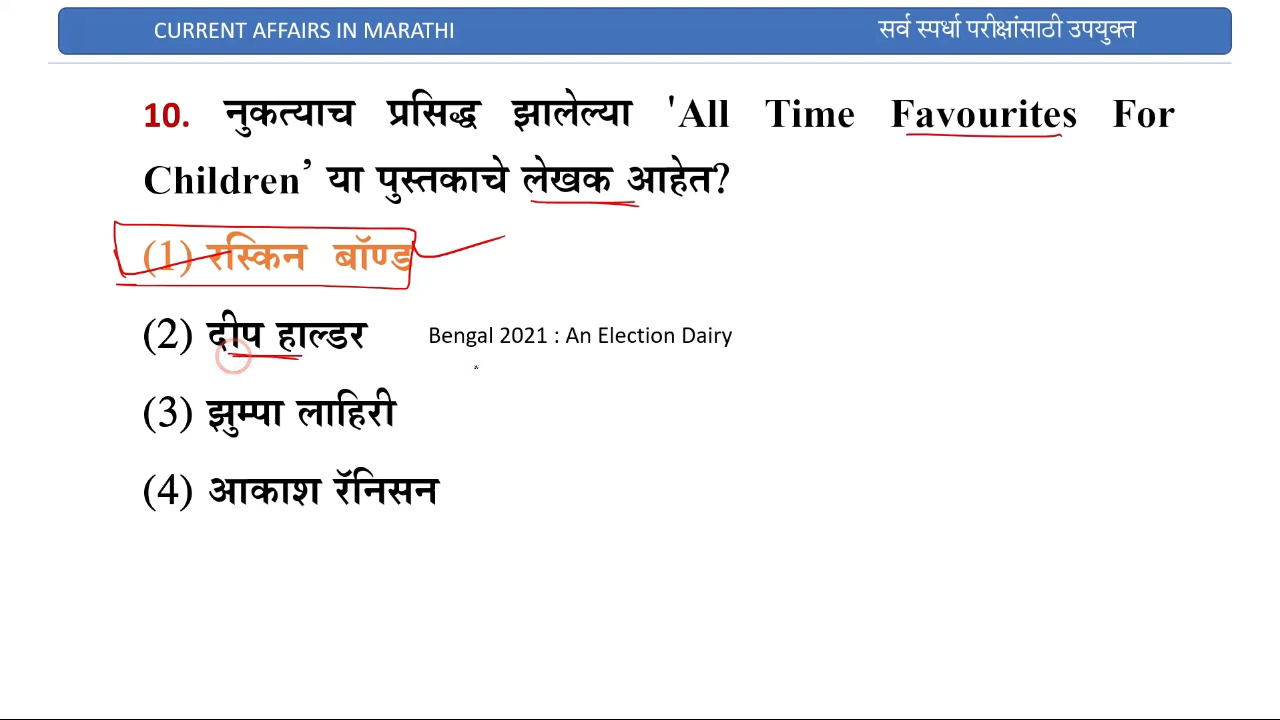 CURRENT AFFAIRS IN MARATHI
सर्व स्पर्धा परीक्षांसाठी उपयुक्त
10. नुकत्याच प्रसिद्ध झालेल्या 'All Time Favourites For
Children’ या पुस्तकाचे लेखक आहेत?
(1) रस्किन बॉण्ड
(2) दीप हाल्डर Bengal 2021 : An Election Dairy
(3) झुम्पा लाहिरी
(4) आकाश रॅनिसन